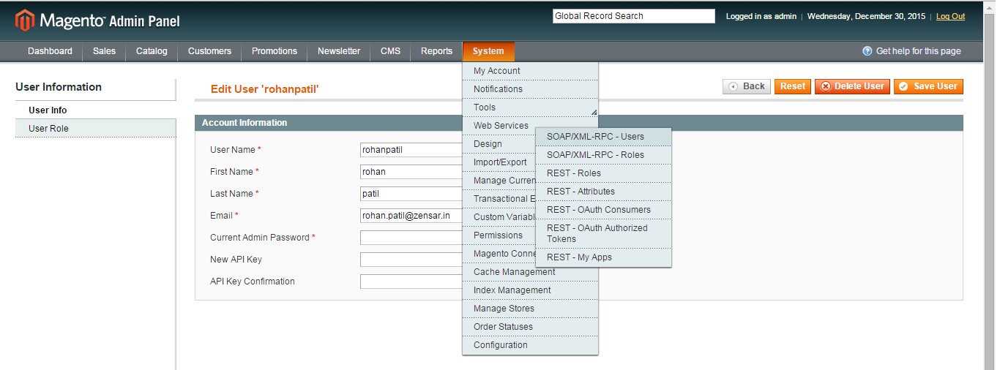 Magento™ Admin Panel
Global Record Search
Logged in as admin | Wednesday, December 30, 2015 | Log Out
Dashboard Sales Catalog Customers Promotions Newsletter CMS Reports System
Get help for this page
User Information
User Info
User Role
Edit User 'rohanpatil'
Back Reset Delete User Save User
Account Information
User Name *
rohanpatil
First Name *
rohan
Last Name *
patil
Email *
rohan.patil@zensar.in
Current Admin Password *
New API Key
API Key Confirmation
My Account
Notifications
Tools
Web Services
Design
Import/Export
Manage Curren
Transactional E
Custom Variabl
Permissions
Magento Conne
Cache Management
Index Management
Manage Stores
Order Statuses
Configuration
SOAP/XML-RPC - Users
SOAP/XML-RPC - Roles
REST - Roles
REST - Attributes
REST - OAuth Consumers
REST - OAuth Authorized
Tokens
REST - My Apps